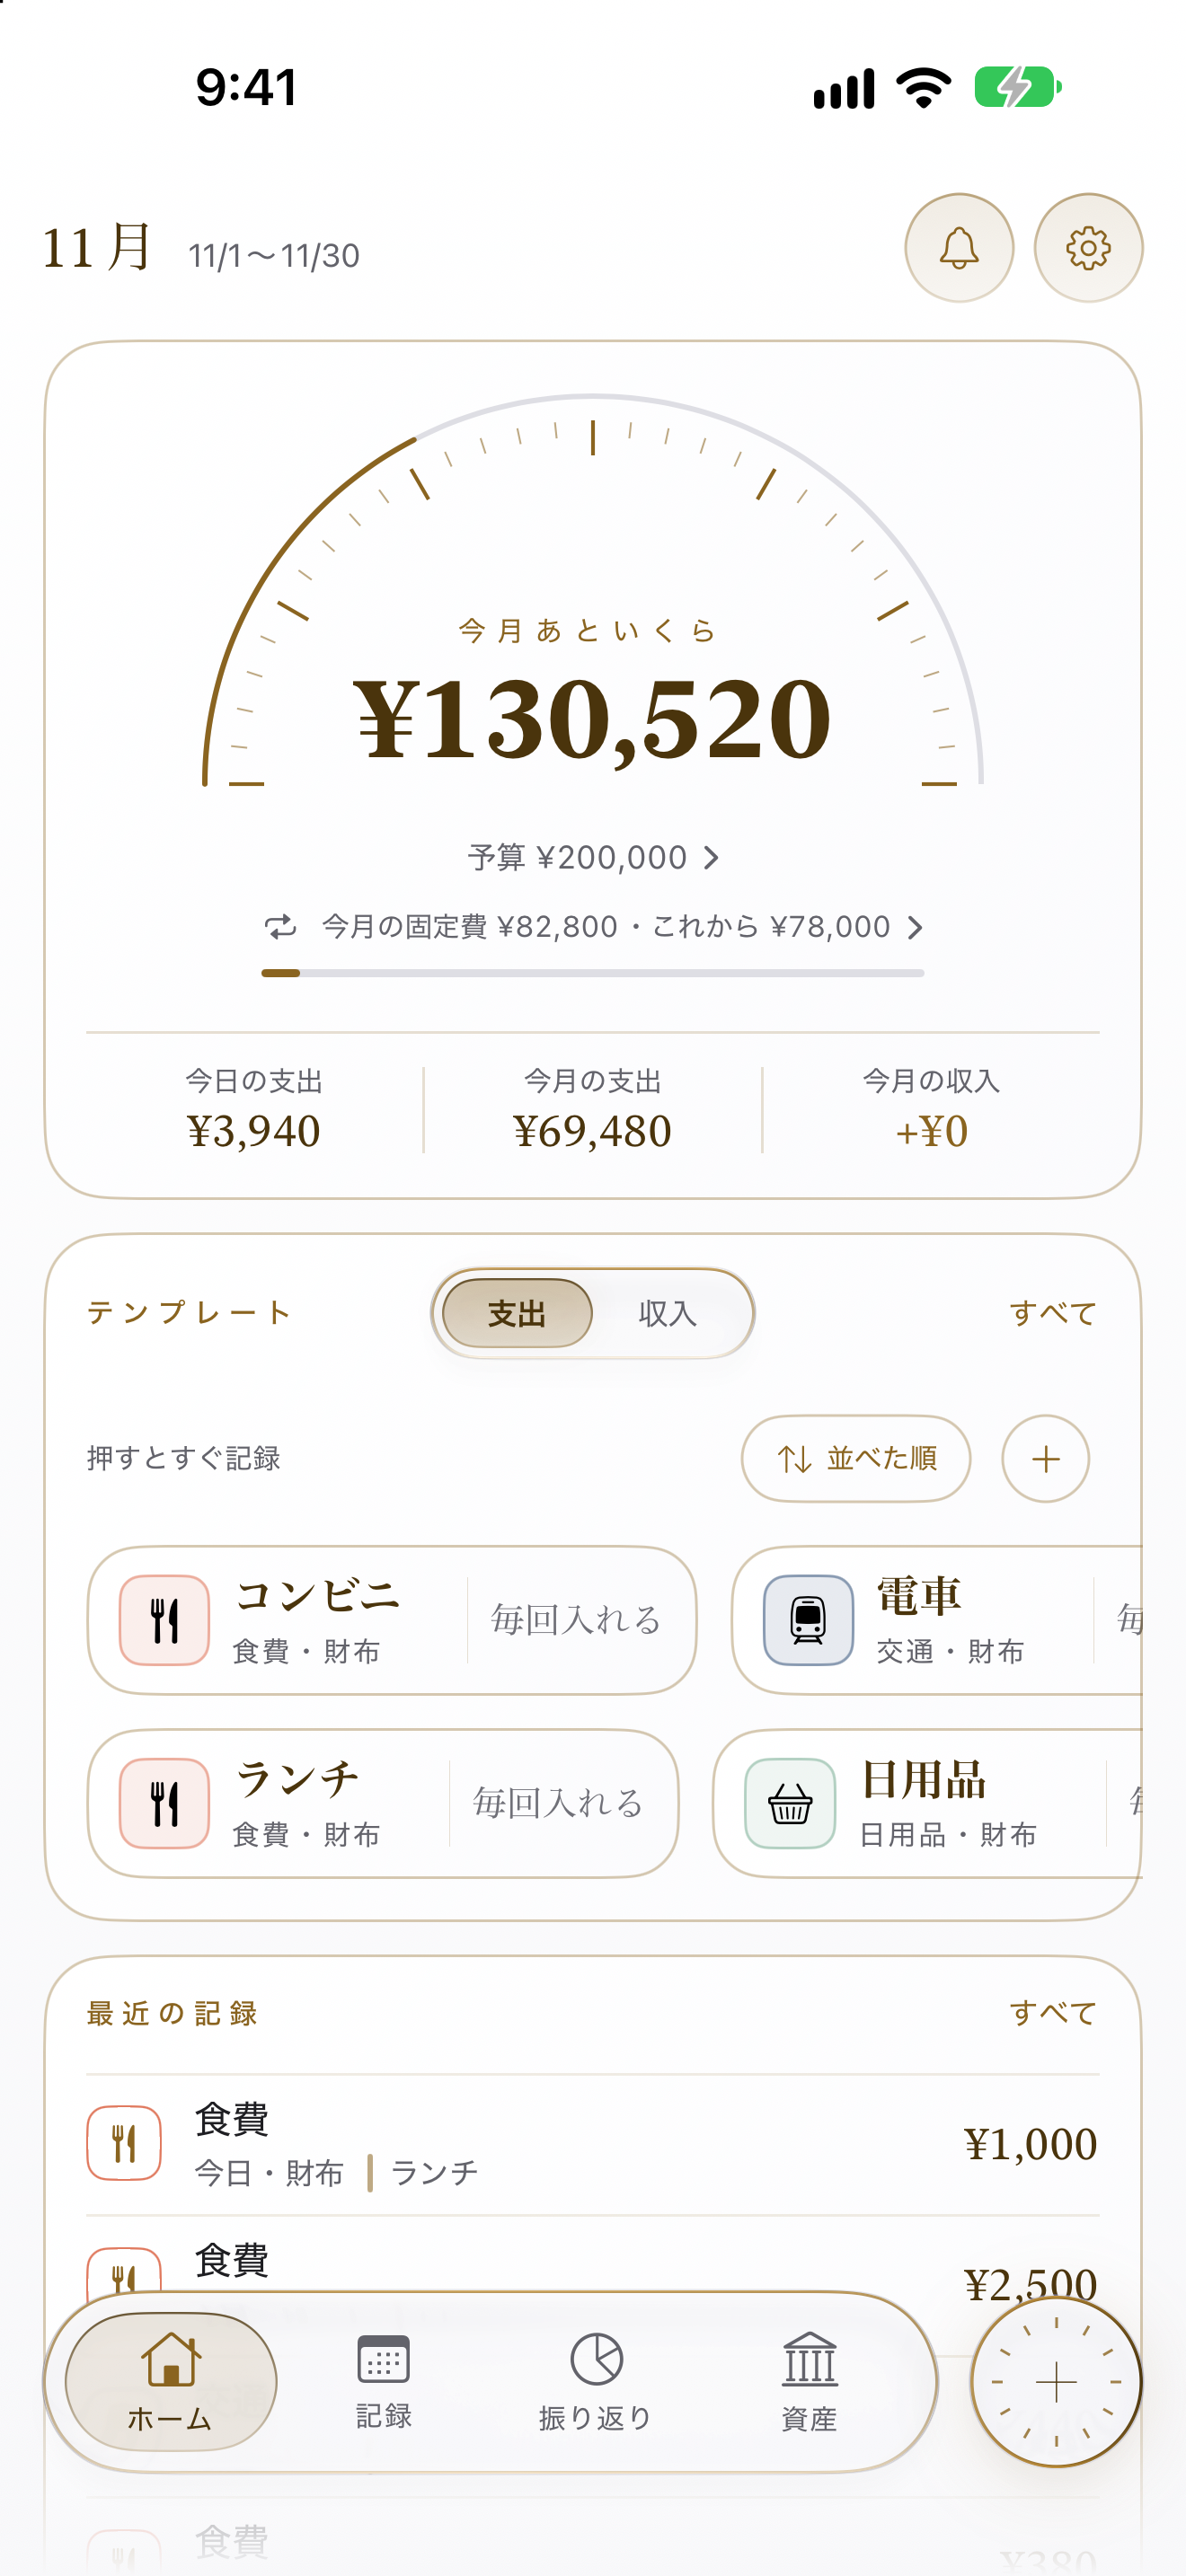 9:41
11月 11/1〜11/30
今月あといくら
¥130,520
予算 ¥200,000
今月の固定費 ¥82,800・これから ¥78,000
今日の支出 今月の支出 今月の収入
¥3,940 ¥69,480 +¥0
テンプレート 支出 収入 すべて
押すとすぐ記録 並べた順
コンビニ
食費・財布
毎回入れる
電車
交通・財布
毎
ランチ
食費・財布
毎回入れる
日用品
日用品・財布
最近の記録 すべて
食費
今日・財布 ランチ
¥1,000
食費
¥2,500
ホーム 記録 振り返り 資産
食費
¥380